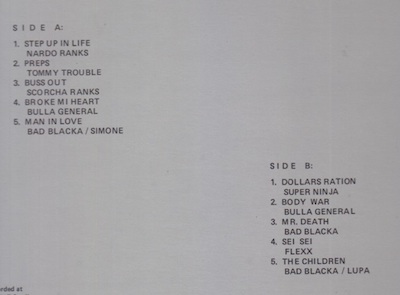 SIDE A:
1. STEP UP IN LIFE
NARDO RANKS
2. PREPS
TOMMY TROUBLE
3. BUSS OUT
SCORCHA RANKS
4. BROKE MI HEART
BULLA GENERAL
5. MAN IN LOVE
BAD BLACKA / SIMONE
SIDE B:
1. DOLLARS RATION
SUPER NINJA
2. BODY WAR
BULLA GENERAL
3. MR. DEATH
BAD BLACKA
4. SEI SEI
FLEXX
5. THE CHILDREN
BAD BLACKA / LUPA
rded at